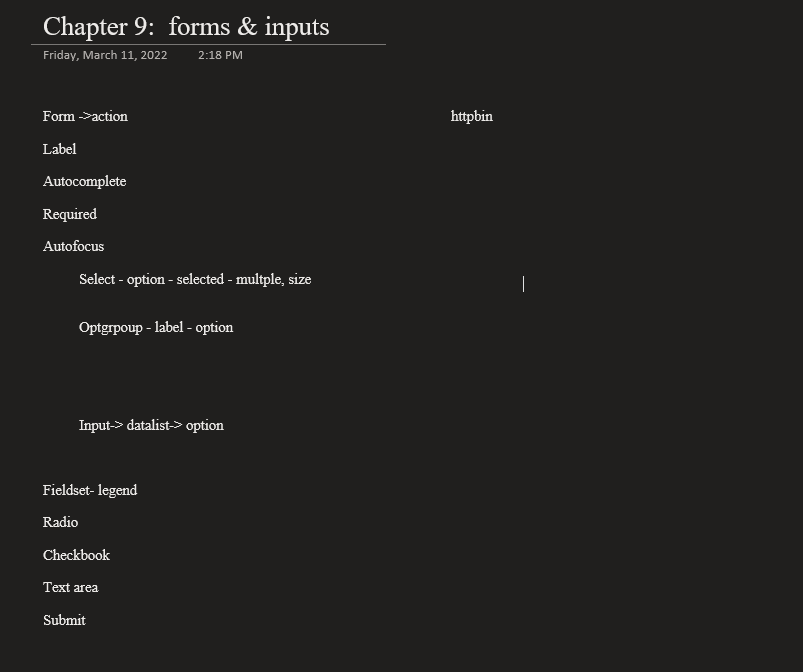 Chapter 9:  forms & inputs
Friday, March 11, 2022 2:18 PM
Form ->action httpbin
Label
Autocomplete
Required
Autofocus
Select - option - selected - multple, size
Optgrpoup - label - option
Input-> datalist-> option
Fieldset- legend
Radio
Checkbook
Text area
Submit